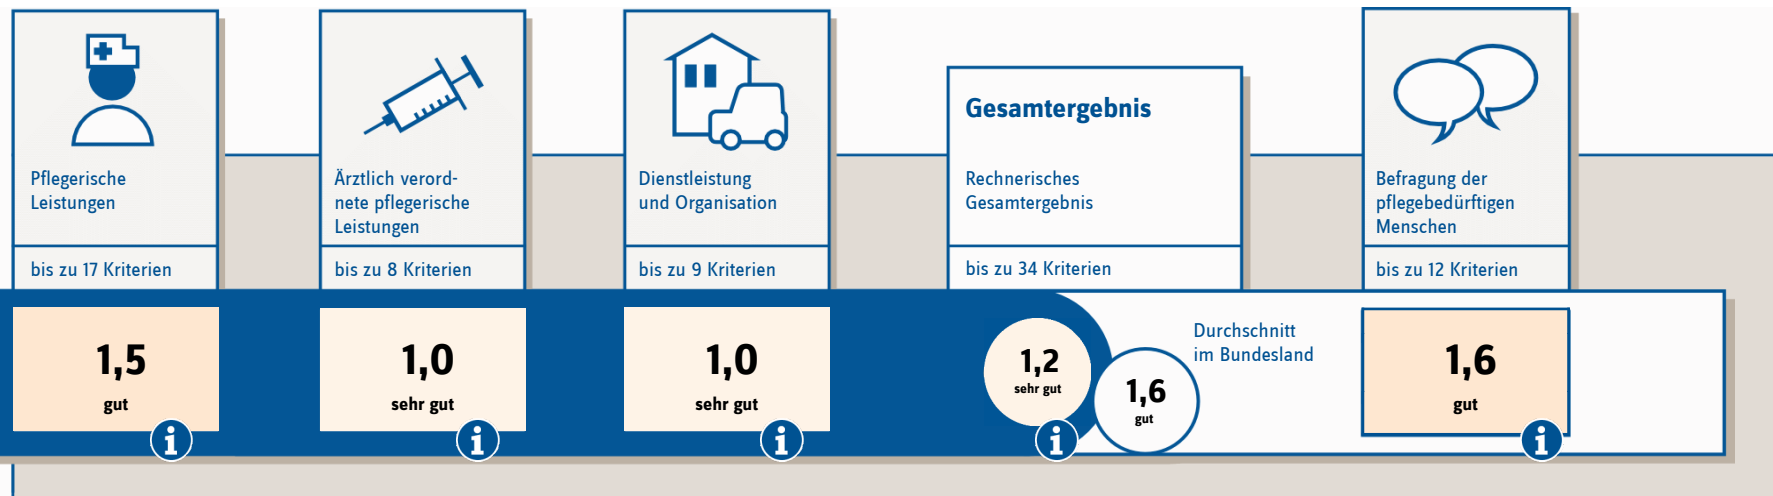 Pflegerische
Leistungen
bis zu 17 Kriterien
1,5
gut
i
Ärztlich verord-
nete pflegerische
Leistungen
bis zu 8 Kriterien
1,0
sehr gut
i
Dienstleistung
und Organisation
bis zu 9 Kriterien
1,0
sehr gut
i
Gesamtergebnis
Rechnerisches
Gesamtergebnis
bis zu 34 Kriterien
1,2
sehr gut
i
1,6
gut
Durchschnitt
im Bundesland
Befragung der
pflegebedürftigen
Menschen
bis zu 12 Kriterien
1,6
gut
i